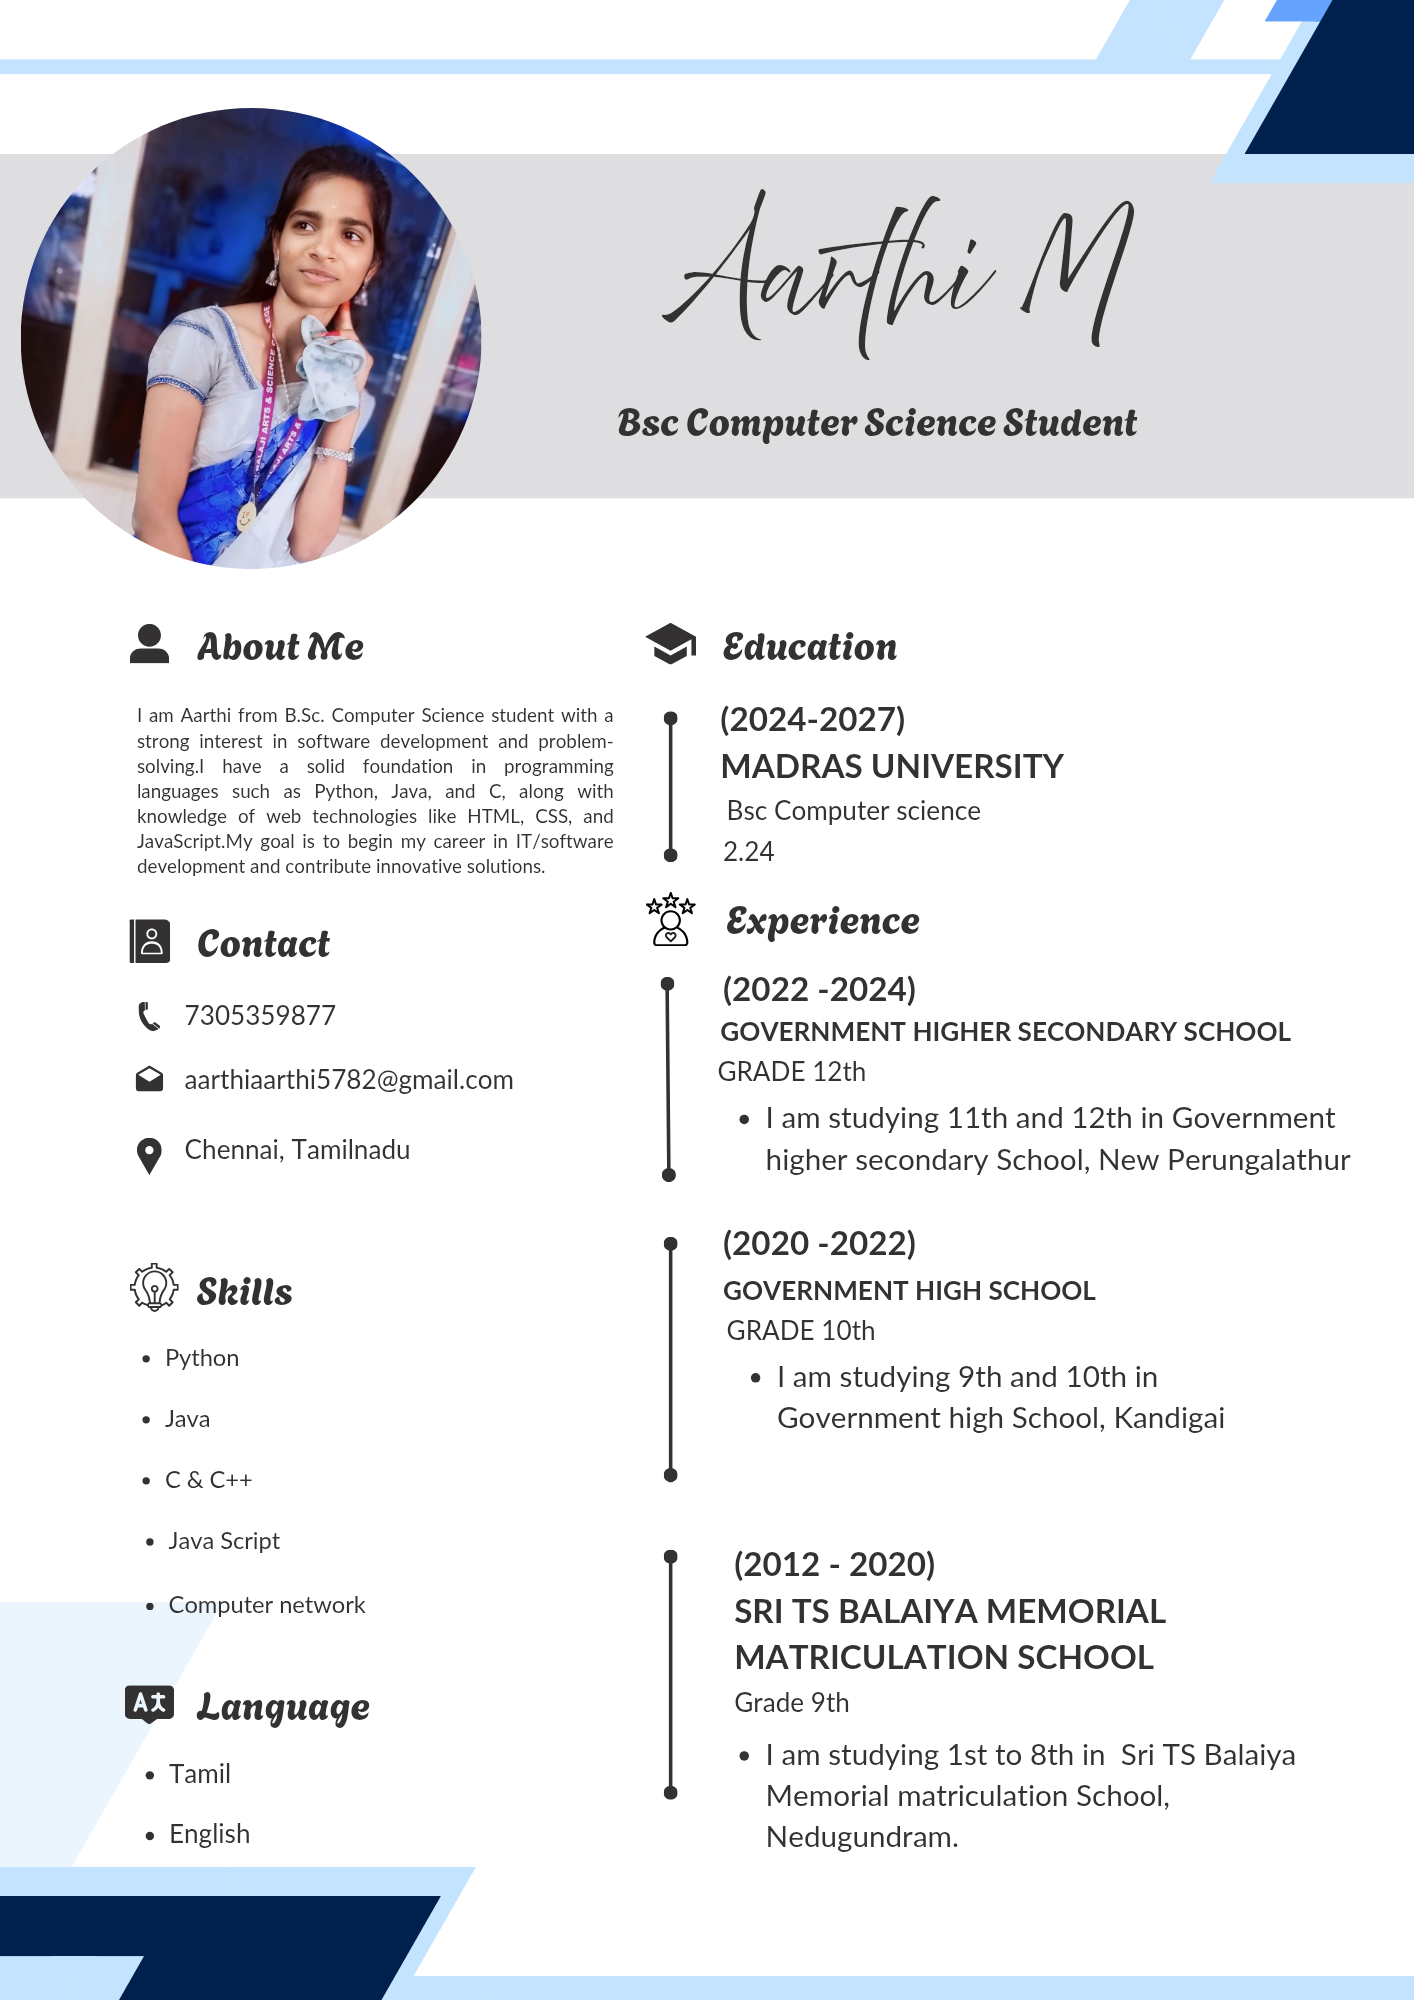 Aarthi M
Bsc Computer Science Student
About Me
I am Aarthi from B.Sc. Computer Science student with a
strong interest in software development and problem-
solving.I have a solid foundation in programming
languages such as Python, Java, and C, along with
knowledge of web technologies like HTML, CSS, and
JavaScript.My goal is to begin my career in IT/software
development and contribute innovative solutions.
Contact
7305359877
aarthiaarthi5782@gmail.com
Chennai, Tamilnadu
Skills
• Python
• Java
• C & C++
• Java Script
• Computer network
Language
• Tamil
• English
Education
(2024-2027)
MADRAS UNIVERSITY
Bsc Computer science
2.24
Experience
(2022 -2024)
GOVERNMENT HIGHER SECONDARY SCHOOL
GRADE 12th
• I am studying 11th and 12th in Government
higher secondary School, New Perungalathur
(2020 -2022)
GOVERNMENT HIGH SCHOOL
GRADE 10th
• I am studying 9th and 10th in
Government high School, Kandigai
(2012 - 2020)
SRI TS BALAIYA MEMORIAL
MATRICULATION SCHOOL
Grade 9th
• I am studying 1st to 8th in Sri TS Balaiya
Memorial matriculation School,
Nedugundram.